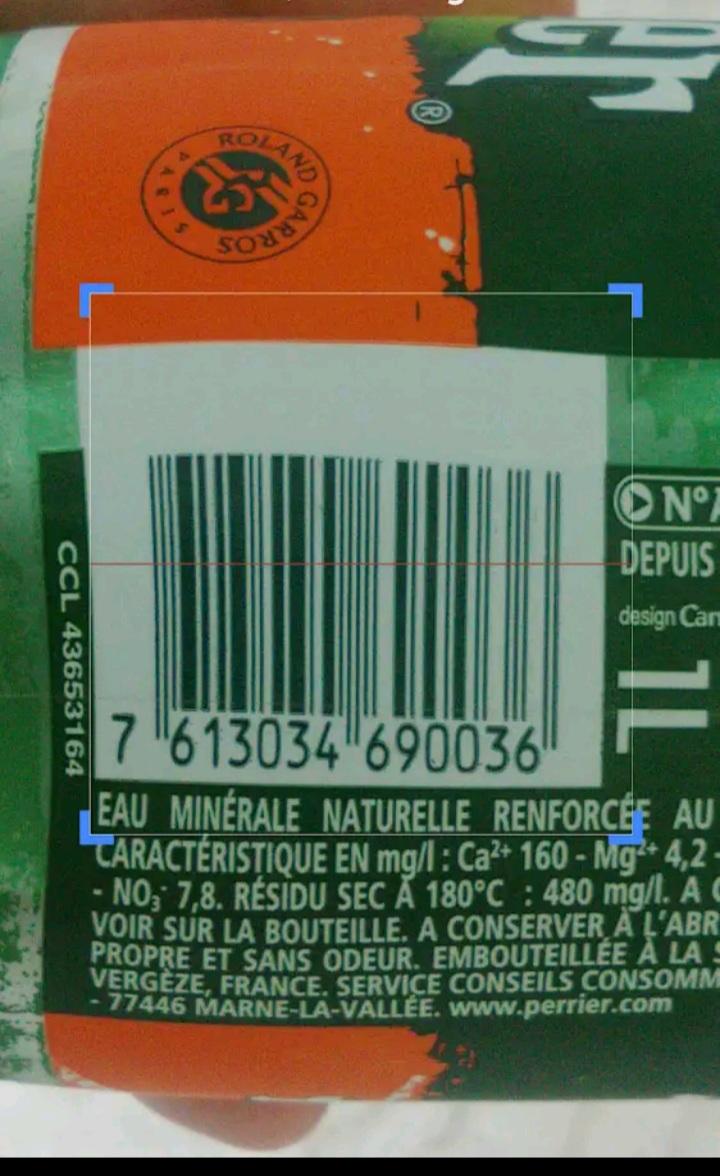 er®
ROLAND GARROS
PARIS
N°
DEPUIS
design
1L
CCL 43653164
7 613034 690036
EAU MINÉRALE NATURELLE RENFORCÉE AU
CARACTÉRISTIQUE EN mg/l : Ca²⁺ 160 - Mg²⁺ 4,2 -
- NO₃⁻ 7,8. RÉSIDU SEC À 180°C : 480 mg/l. A
VOIR SUR LA BOUTEILLE. A CONSERVER À L'ABR
PROPRE ET SANS ODEUR. EMBOUTEILLÉE À LA
VERGÈZE, FRANCE. SERVICE CONSEILS CONSOMM
- 77446 MARNE-LA-VALLÉE. www.perrier.com